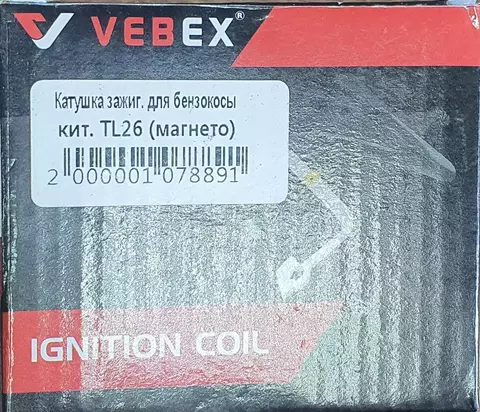 VEBEX®
Катушка зажиг. для бензокосы
кит. TL26 (магнето)
2 000001 078891
IGNITION COIL